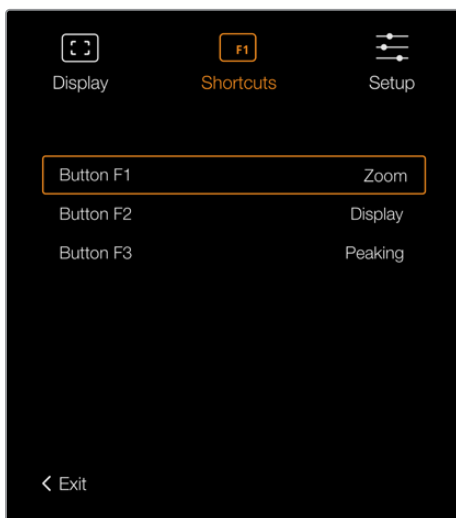 F1
Display Shortcuts Setup
Button F1 Zoom
Button F2 Display
Button F3 Peaking
Exit